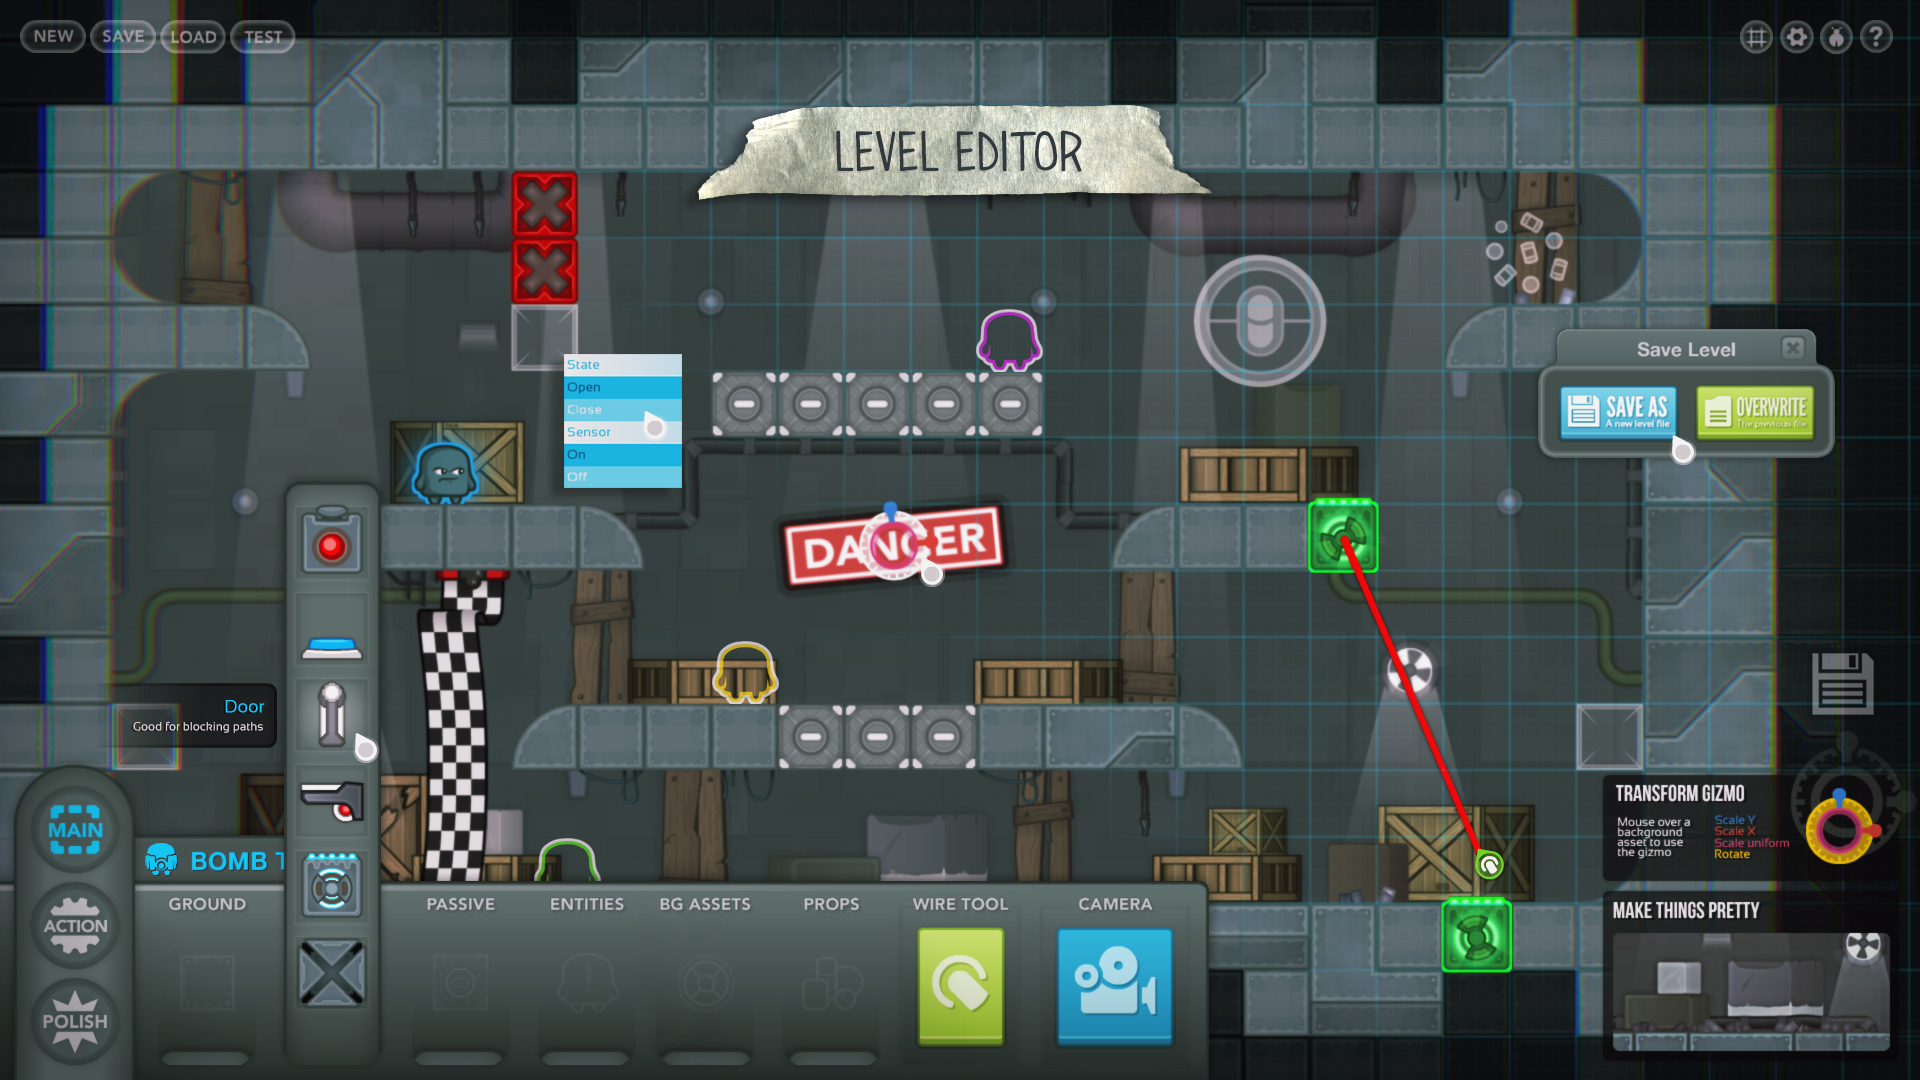 NEW SAVE LOAD TEST
?
LEVEL EDITOR
State
Open
Close
Sensor
On
Off
Save Level
SAVE AS
A new level file
OVERWRITE
The previous file
DANGER
Door
Good for blocking paths
MAIN
ACTION
POLISH
BOMB T
GROUND
PASSIVE
ENTITIES
BG ASSETS
PROPS
WIRE TOOL
CAMERA
TRANSFORM GIZMO
Mouse over a
background
asset to use
the gizmo
Scale Y
Scale X
Scale uniform
Rotate
MAKE THINGS PRETTY